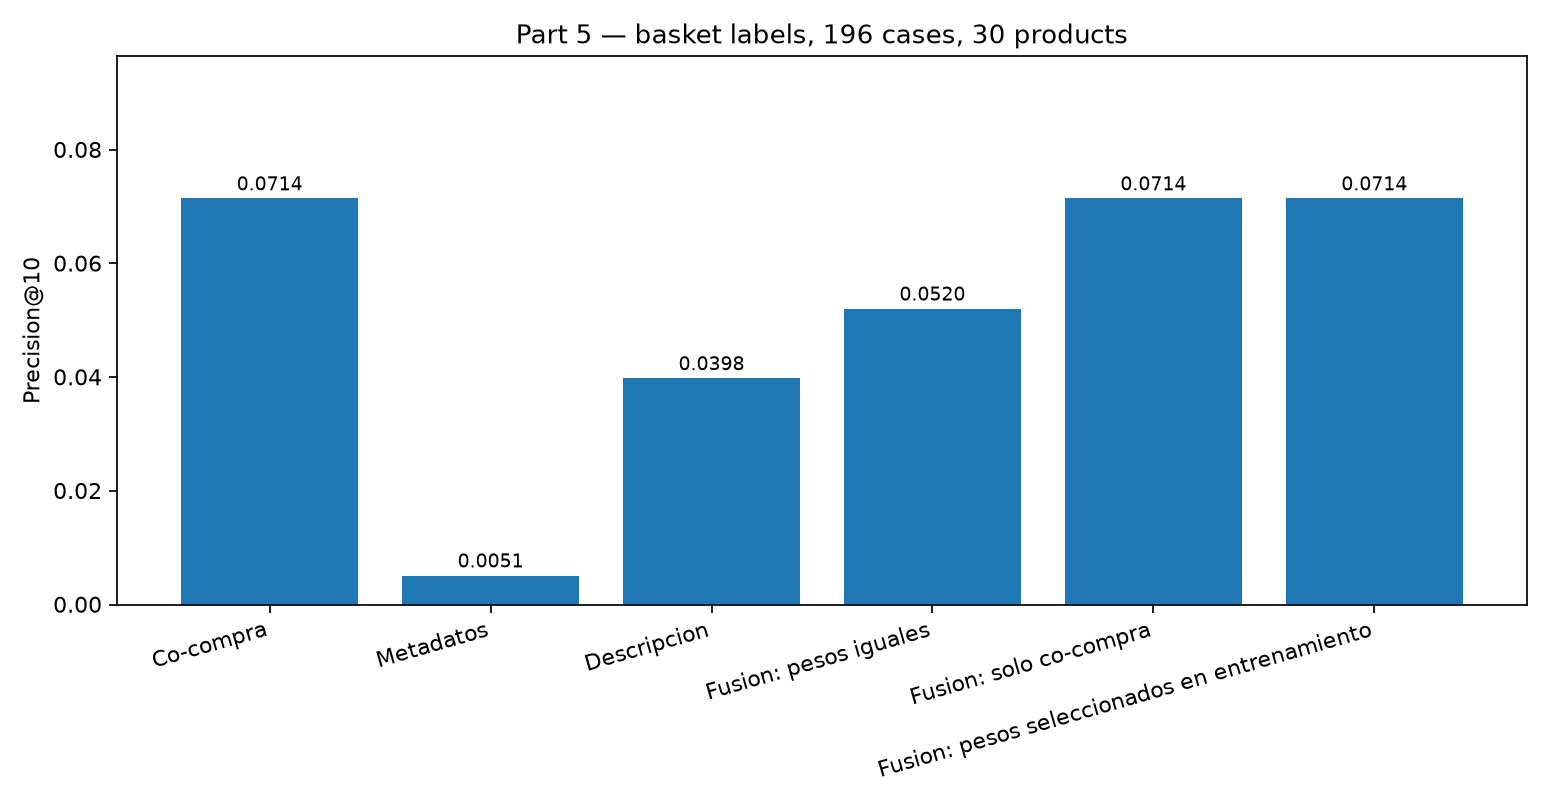 Part 5 — basket labels, 196 cases, 30 products
Precision@10
0.08
0.06
0.04
0.02
0.00
0.0714
0.0051
0.0398
0.0520
0.0714
0.0714
Co-compra
Metadatos
Descripcion
Fusion: pesos iguales
Fusion: solo co-compra
Fusion: pesos seleccionados en entrenamiento